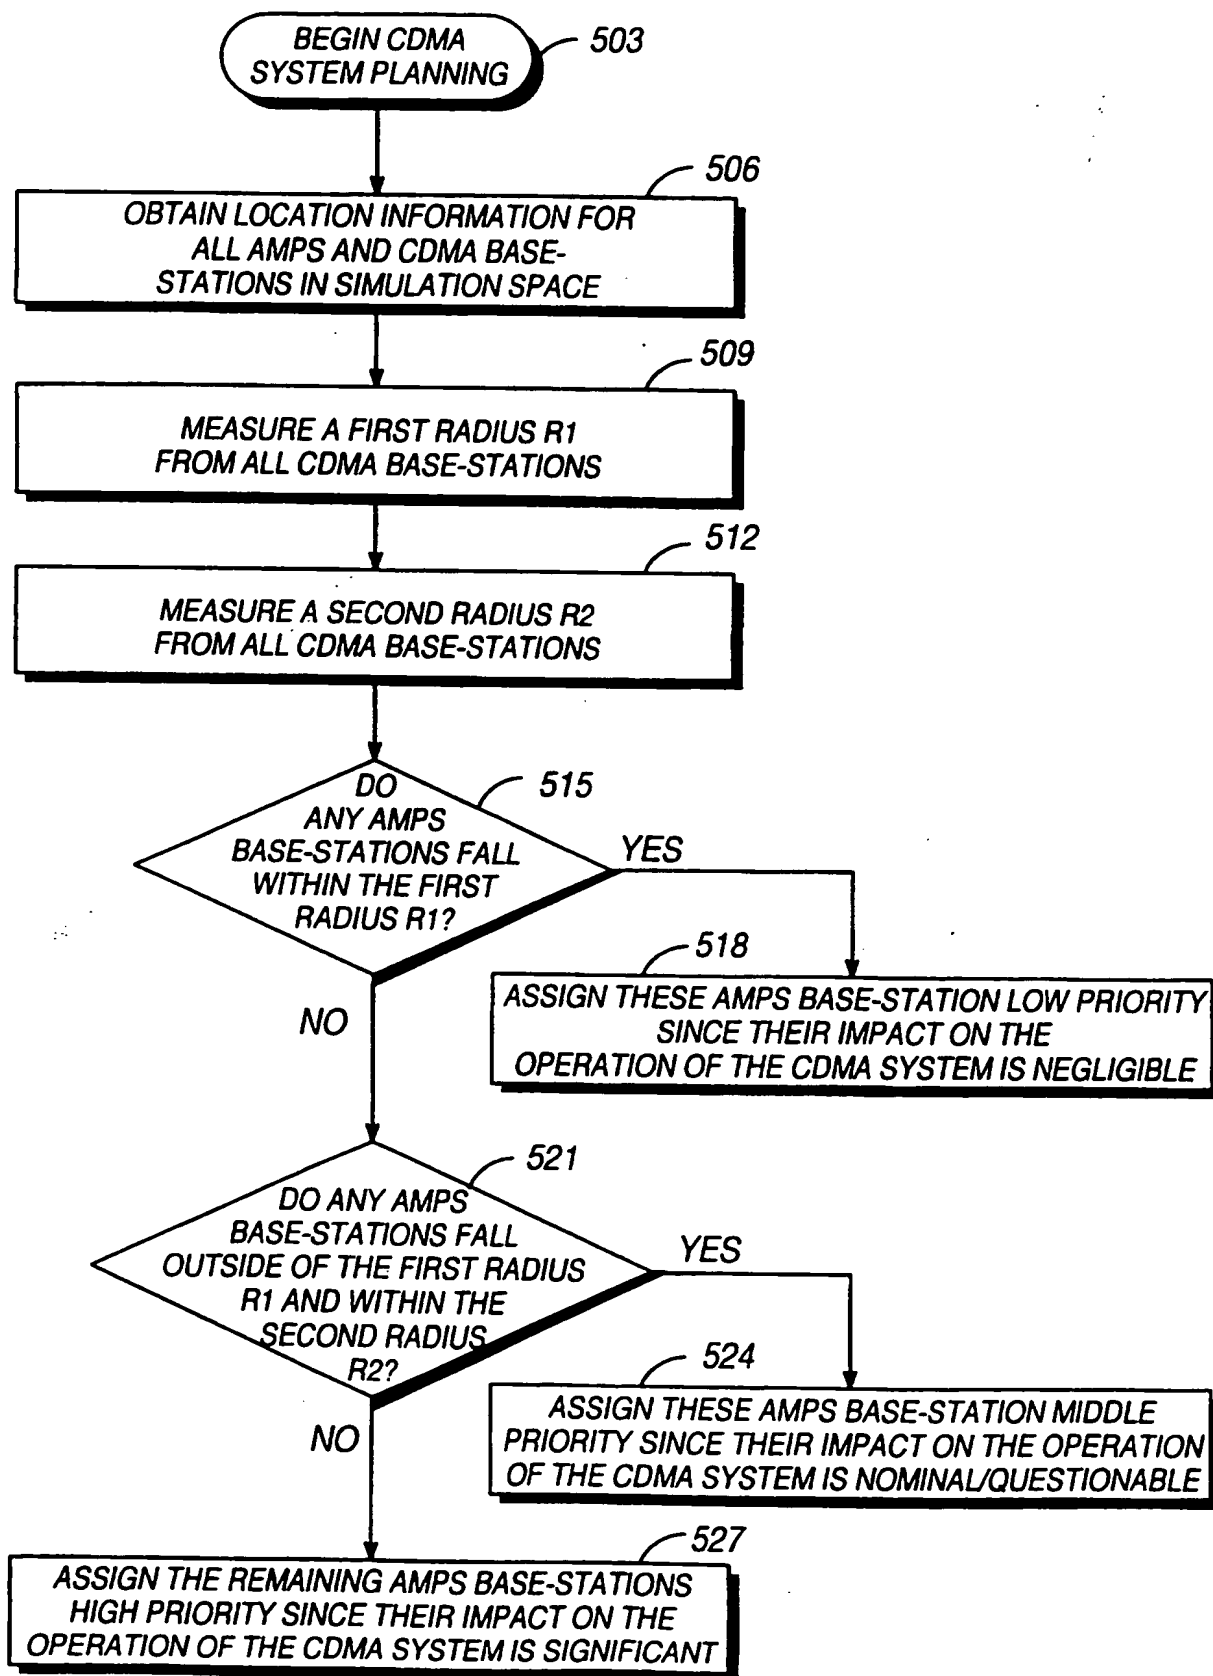 BEGIN CDMA
SYSTEM PLANNING
503
506
OBTAIN LOCATION INFORMATION FOR
ALL AMPS AND CDMA BASE-
STATIONS IN SIMULATION SPACE
509
MEASURE A FIRST RADIUS R1
FROM ALL CDMA BASE-STATIONS
512
MEASURE A SECOND RADIUS R2
FROM ALL CDMA BASE-STATIONS
515
DO
ANY AMPS
BASE-STATIONS FALL
WITHIN THE FIRST
RADIUS R1?
YES
NO
518
ASSIGN THESE AMPS BASE-STATION LOW PRIORITY
SINCE THEIR IMPACT ON THE
OPERATION OF THE CDMA SYSTEM IS NEGLIGIBLE
521
DO ANY AMPS
BASE-STATIONS FALL
OUTSIDE OF THE FIRST RADIUS
R1 AND WITHIN THE
SECOND RADIUS
R2?
YES
NO
524
ASSIGN THESE AMPS BASE-STATION MIDDLE
PRIORITY SINCE THEIR IMPACT ON THE OPERATION
OF THE CDMA SYSTEM IS NOMINAL/QUESTIONABLE
527
ASSIGN THE REMAINING AMPS BASE-STATIONS
HIGH PRIORITY SINCE THEIR IMPACT ON THE
OPERATION OF THE CDMA SYSTEM IS SIGNIFICANT